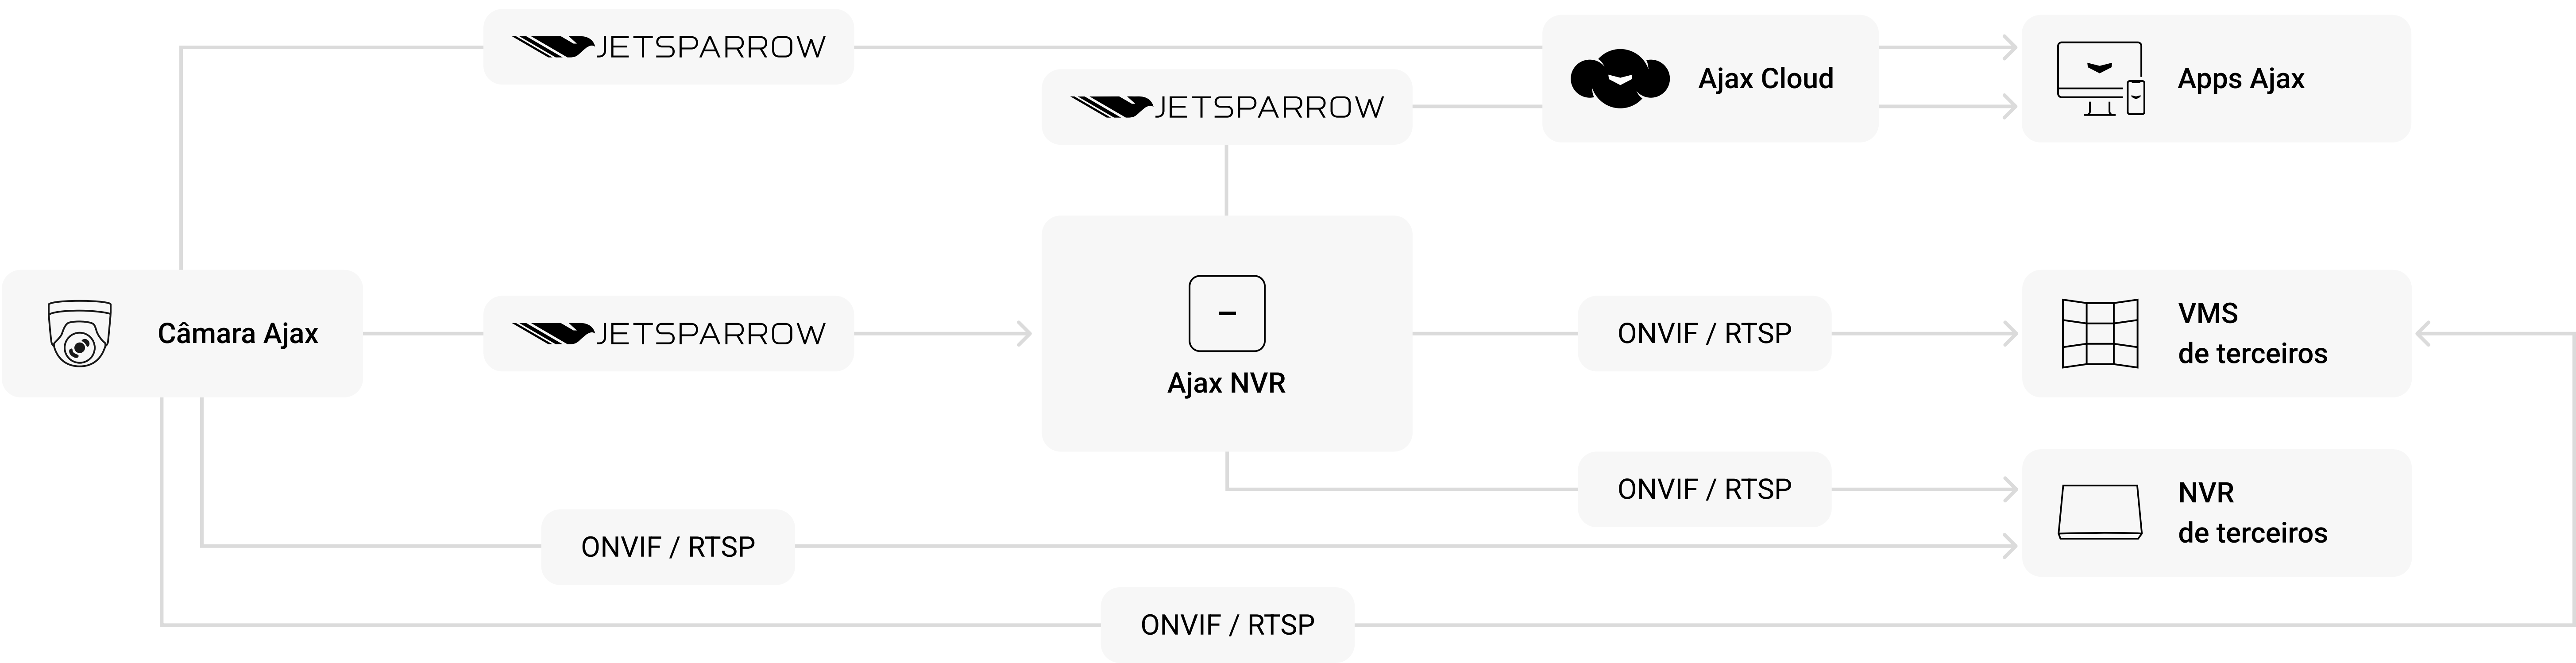 JETSPARROW
JETSPARROW
Ajax Cloud
Apps Ajax
Câmara Ajax
JETSPARROW
Ajax NVR
ONVIF / RTSP
VMS
de terceiros
ONVIF / RTSP
NVR
de terceiros
ONVIF / RTSP
ONVIF / RTSP